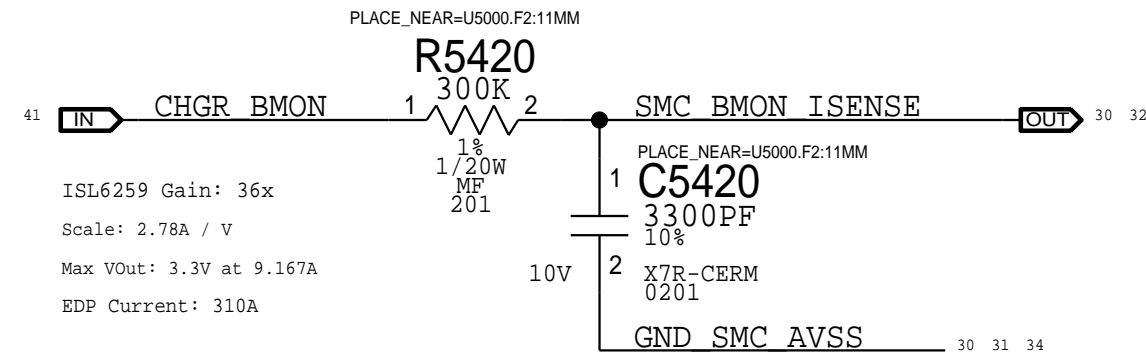 PLACE_NEAR=U5000.F2:11MM
R5420
300K
41 IN CHGR_BMON 1 2 SMC_BMON_ISENSE OUT 30 32
1%
1/20W
MF
201
PLACE_NEAR=U5000.F2:11MM
1 C5420
3300PF
10%
10V 2 X7R-CERM
0201
ISL6259 Gain: 36x
Scale: 2.78A / V
Max VOut: 3.3V at 9.167A
EDP Current: 310A
GND_SMC_AVSS 30 31 34